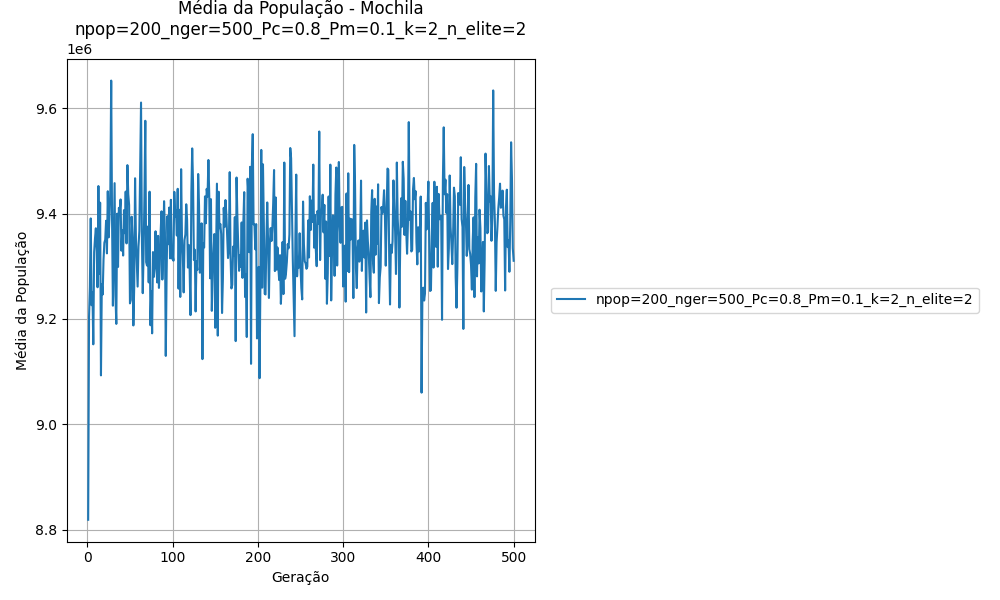 Média da População - Mochila
npop=200_nger=500_Pc=0.8_Pm=0.1_k=2_n_elite=2
1e6
9.6
9.4
9.2
9.0
8.8
Média da População
0 100 200 300 400 500
Geração
npop=200_nger=500_Pc=0.8_Pm=0.1_k=2_n_elite=2